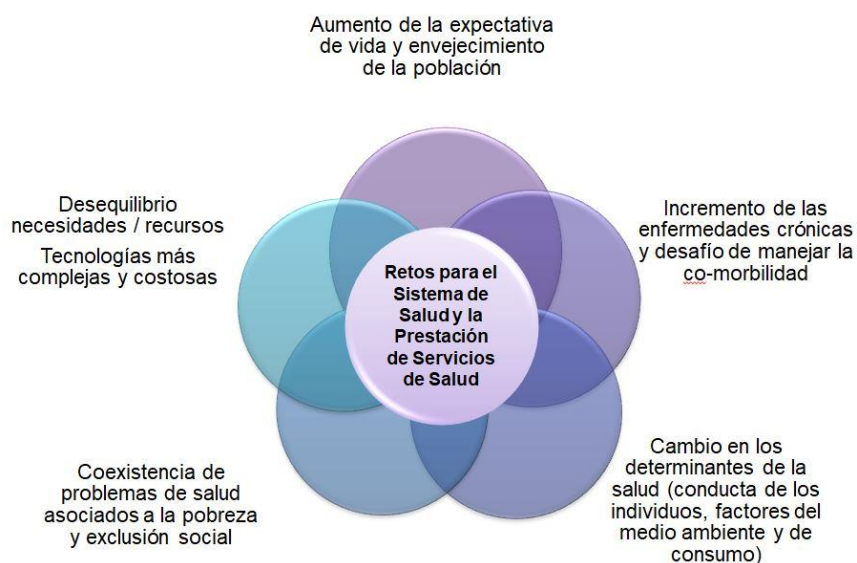 Aumento de la expectativa
de vida y envejecimiento
de la población
Desequilibrio
necesidades / recursos
Tecnologías más
complejas y costosas
Incremento de las
enfermedades crónicas
y desafío de manejar la
co-morbilidad
Retos para el
Sistema de
Salud y la
Prestación
de Servicios
de Salud
Coexistencia de
problemas de salud
asociados a la pobreza
y exclusión social
Cambio en los
determinantes de la
salud (conducta de los
individuos, factores del
medio ambiente y de
consumo)